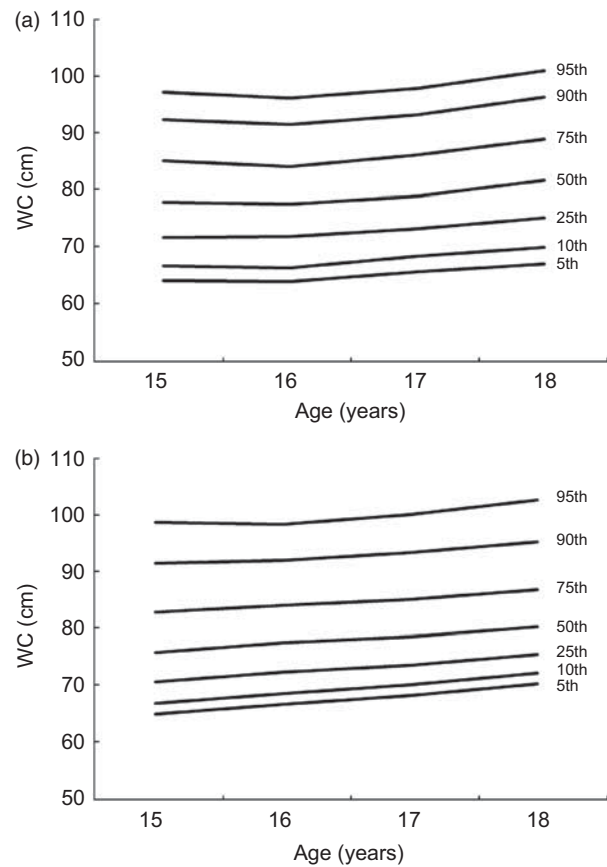 (a)
110
100
90
80
70
60
50
WC (cm)
95th
90th
75th
50th
25th
10th
5th
15 16 17 18
Age (years)
(b)
110
100
90
80
70
60
50
WC (cm)
95th
90th
75th
50th
25th
10th
5th
15 16 17 18
Age (years)